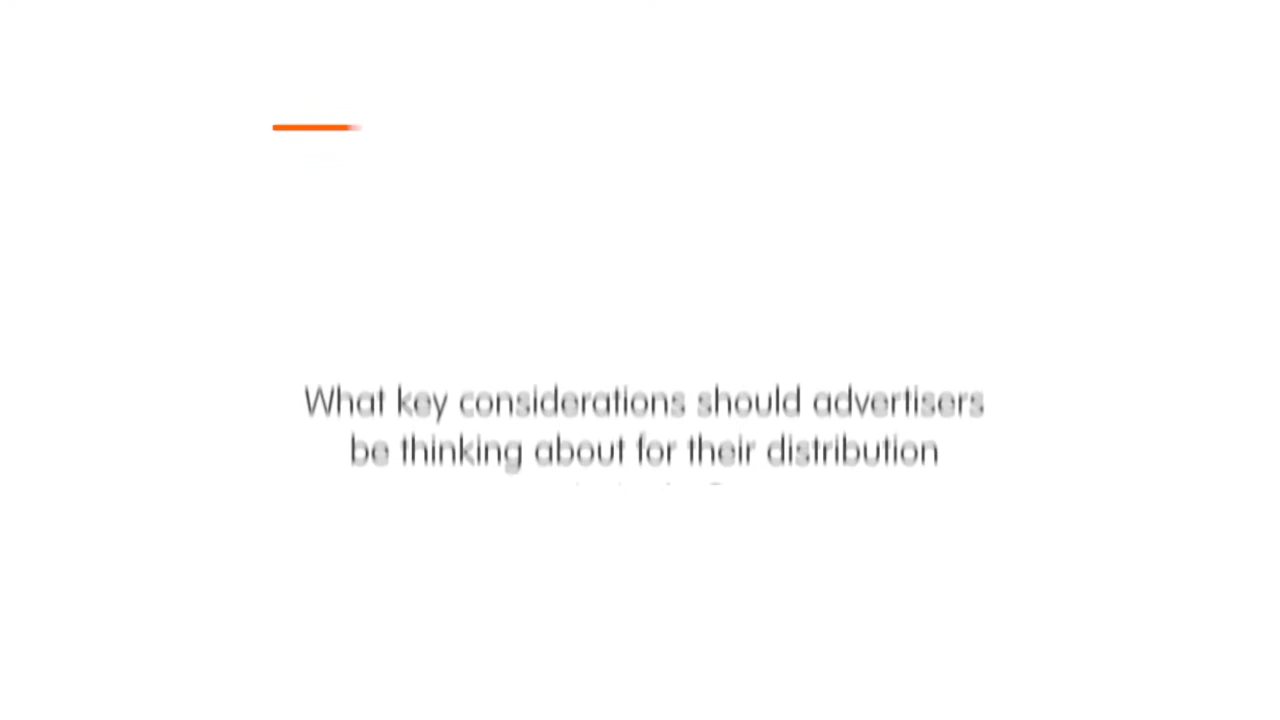 What key considerations should advertisers
be thinking about for their distribution